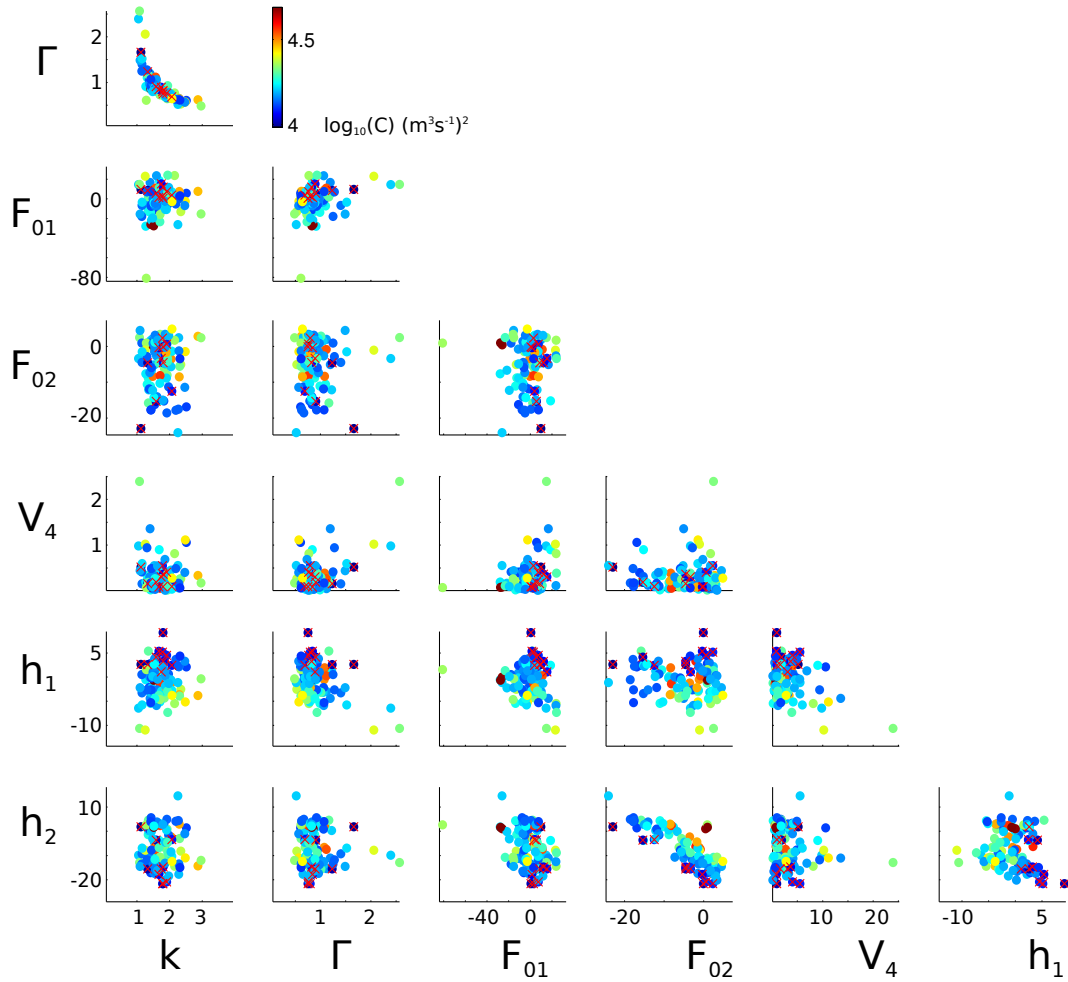 2
Γ
1
4.5
4
log₁₀(C) (m³s⁻¹)²
0
F₀₁
-80
0
F₀₂
-20
2
V₄
1
5
h₁
-10
10
h₂
-20
1 2 3 1 2 -40 0 -20 0 10 20 -10 5
k Γ F₀₁ F₀₂ V₄ h₁